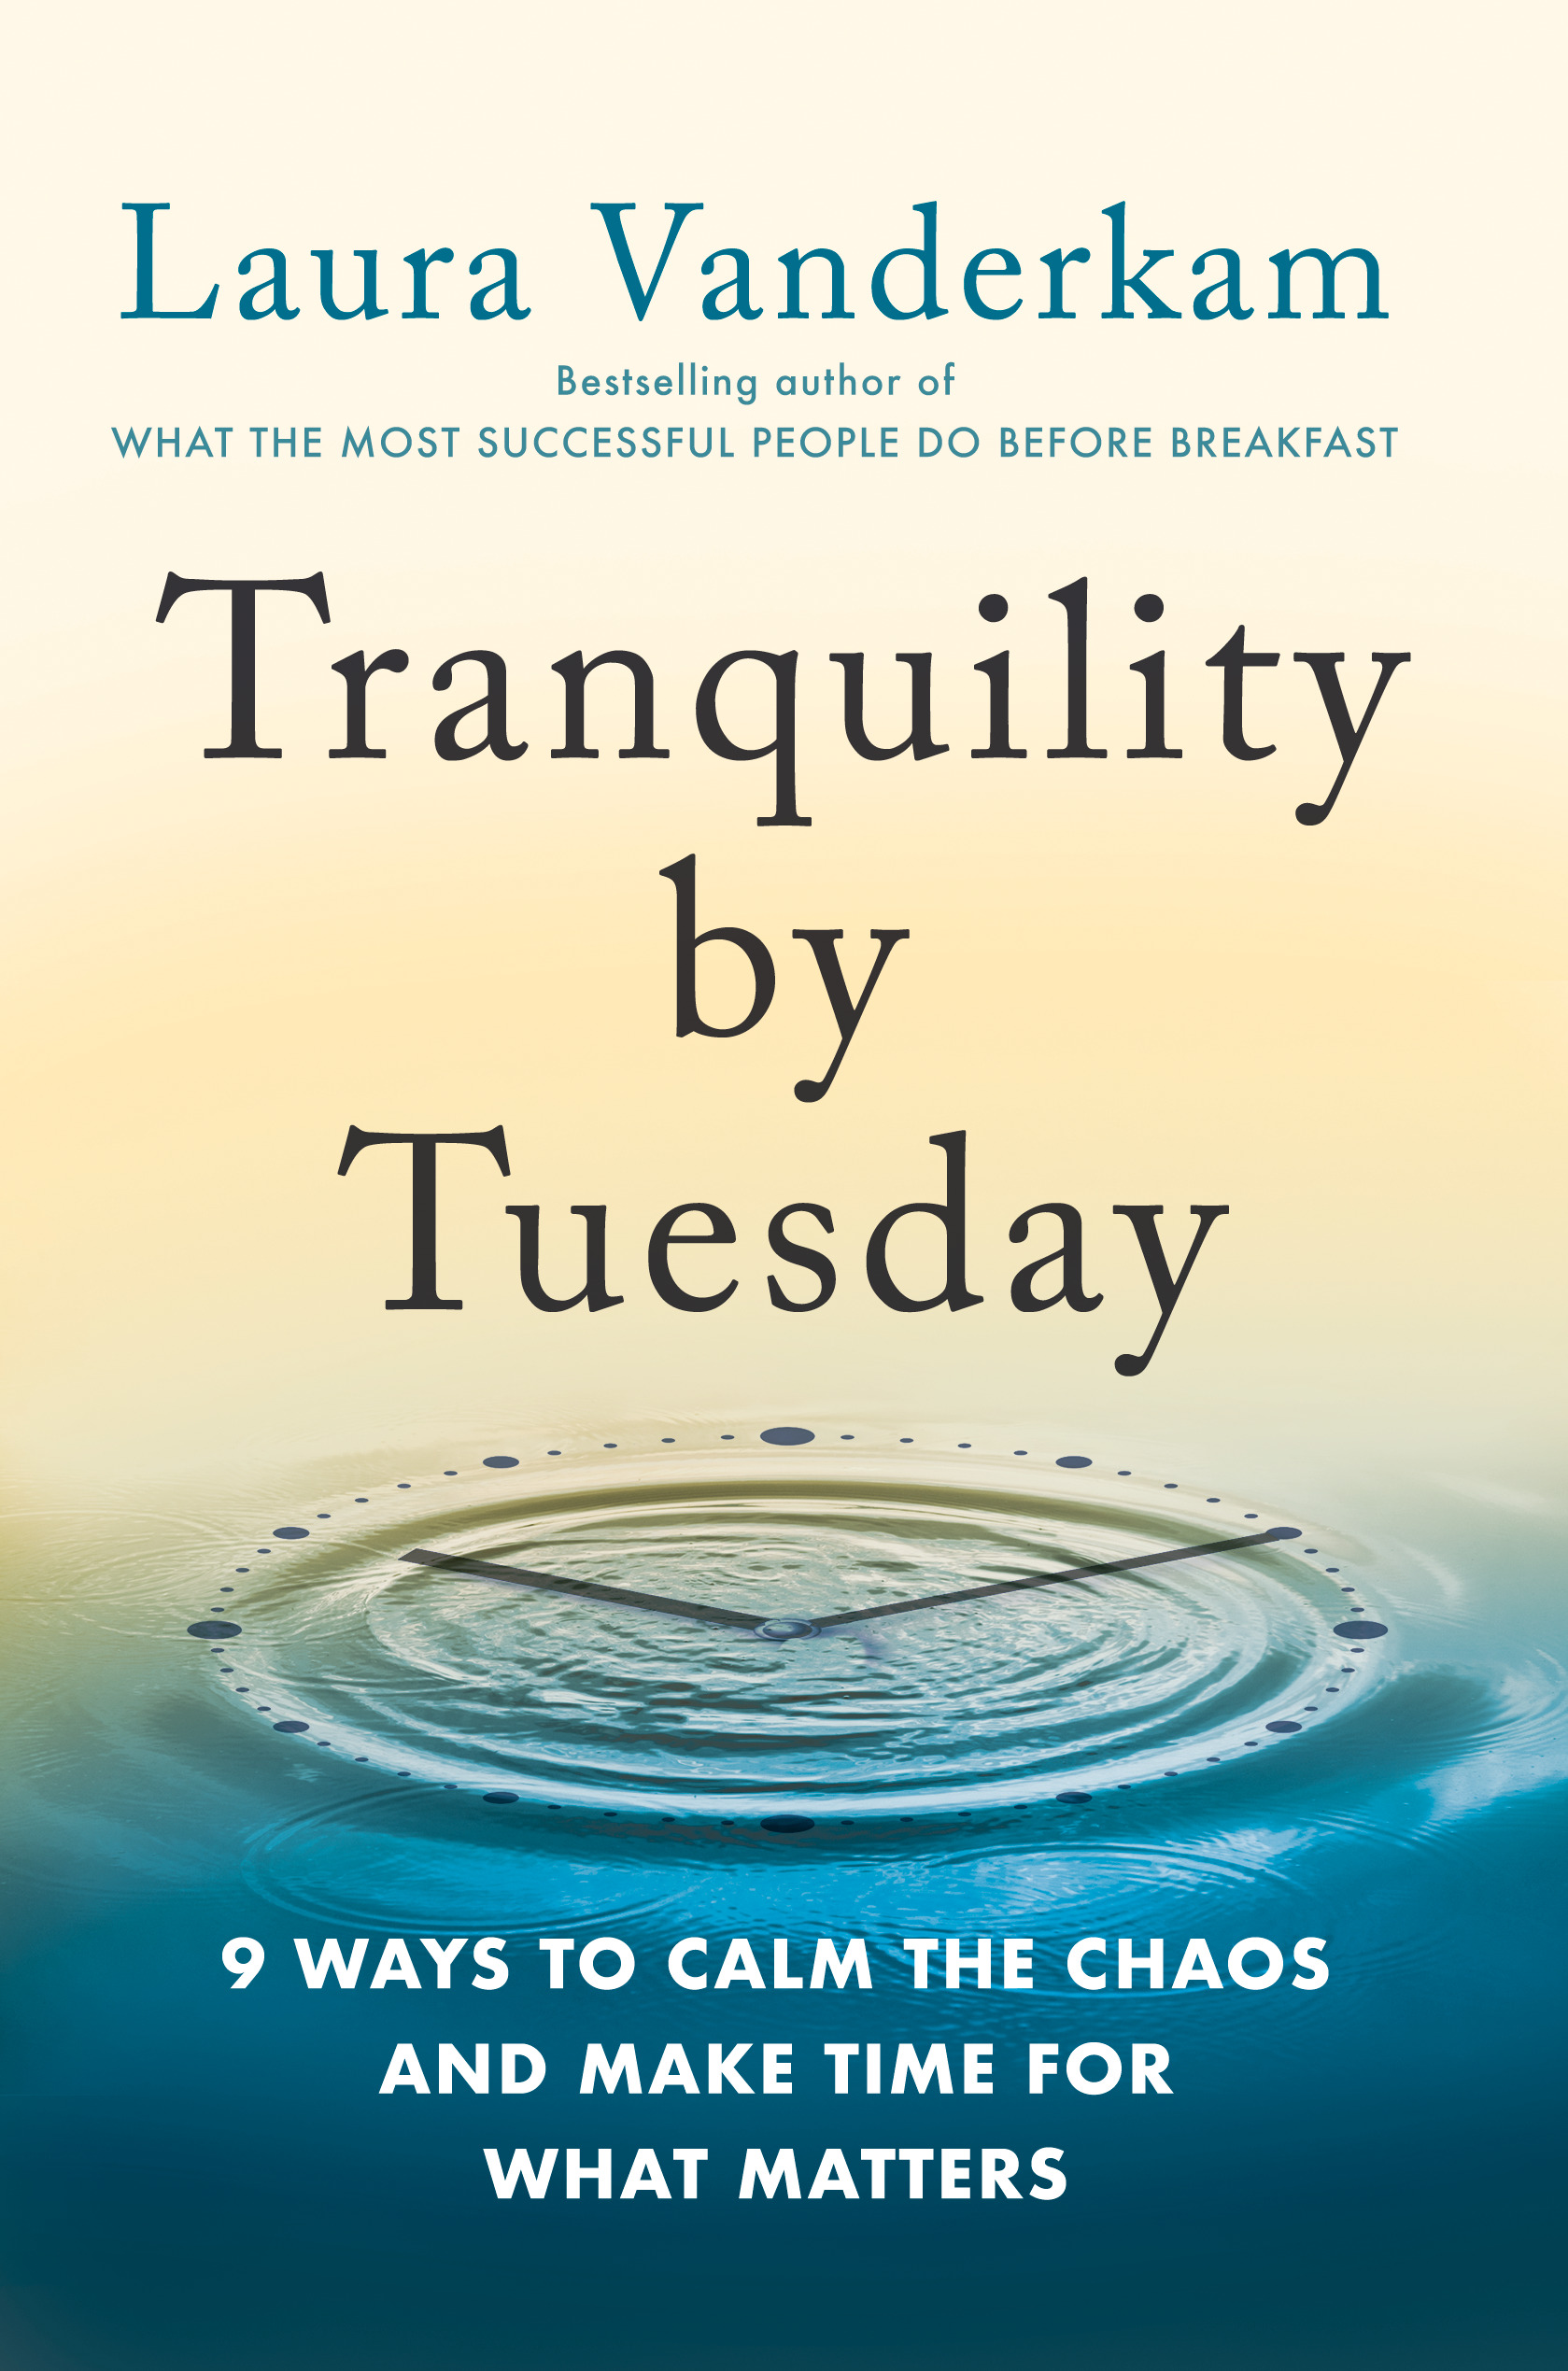 Laura Vanderkam
Bestselling author of
WHAT THE MOST SUCCESSFUL PEOPLE DO BEFORE BREAKFAST
Tranquility
by
Tuesday
9 WAYS TO CALM THE CHAOS
AND MAKE TIME FOR
WHAT MATTERS